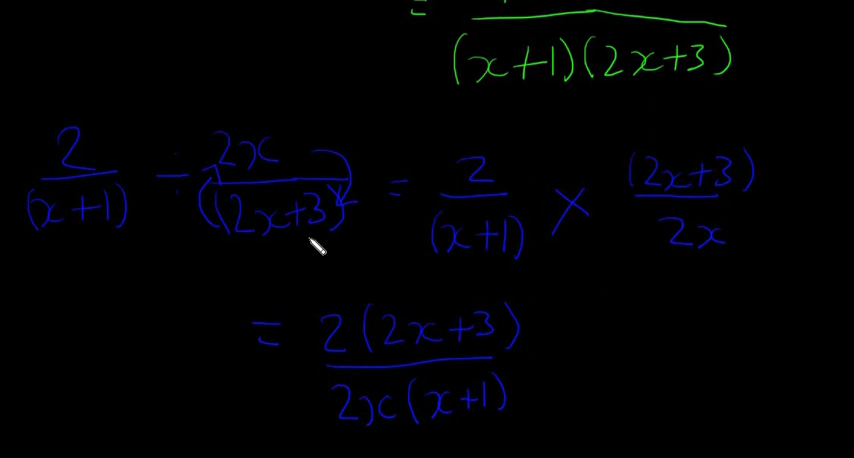 =
(x+1)(2x+3)
2/(x+1) ÷ 2x/(2x+3) = 2/(x+1) × (2x+3)/2x
= 2(2x+3)/2x(x+1)